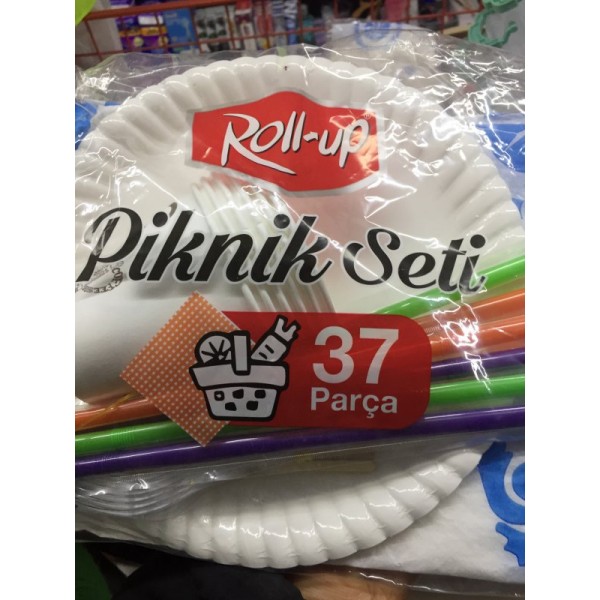 Roll-up
Piknik Seti
37
Parça